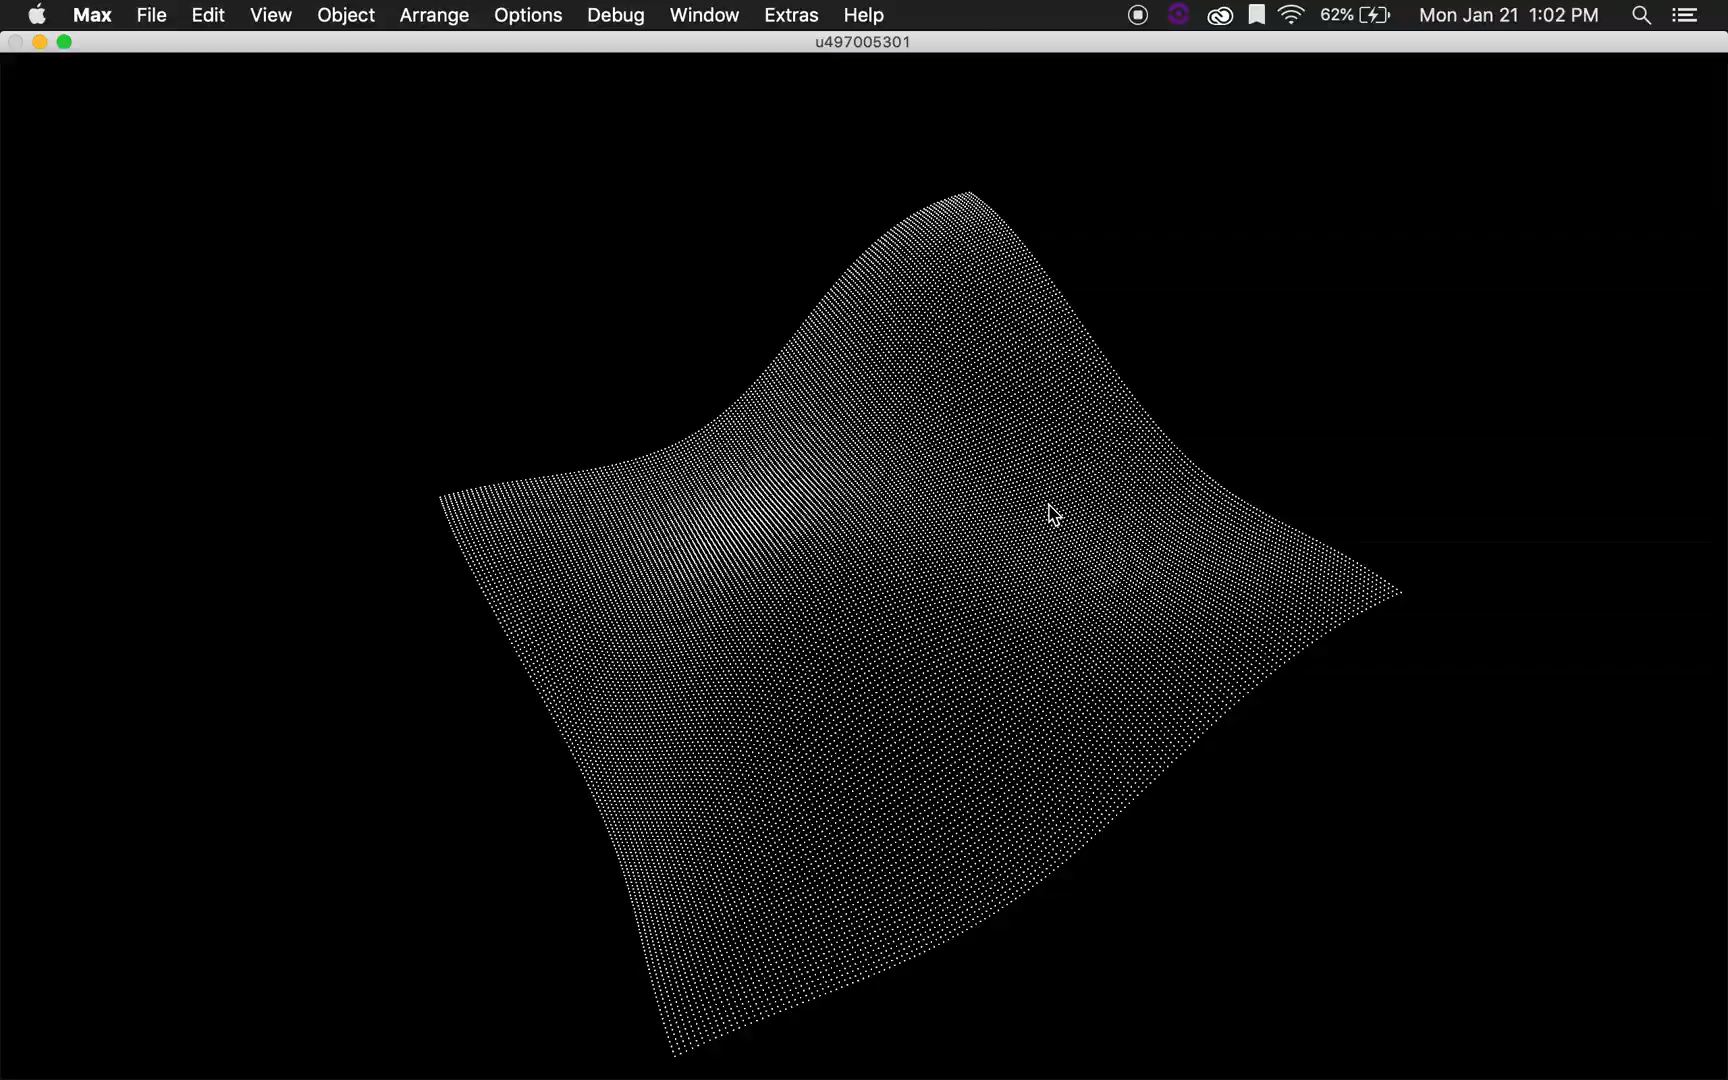 Max File Edit View Object Arrange Options Debug Window Extras Help 62% Mon Jan 21 1:02 PM
u497005301